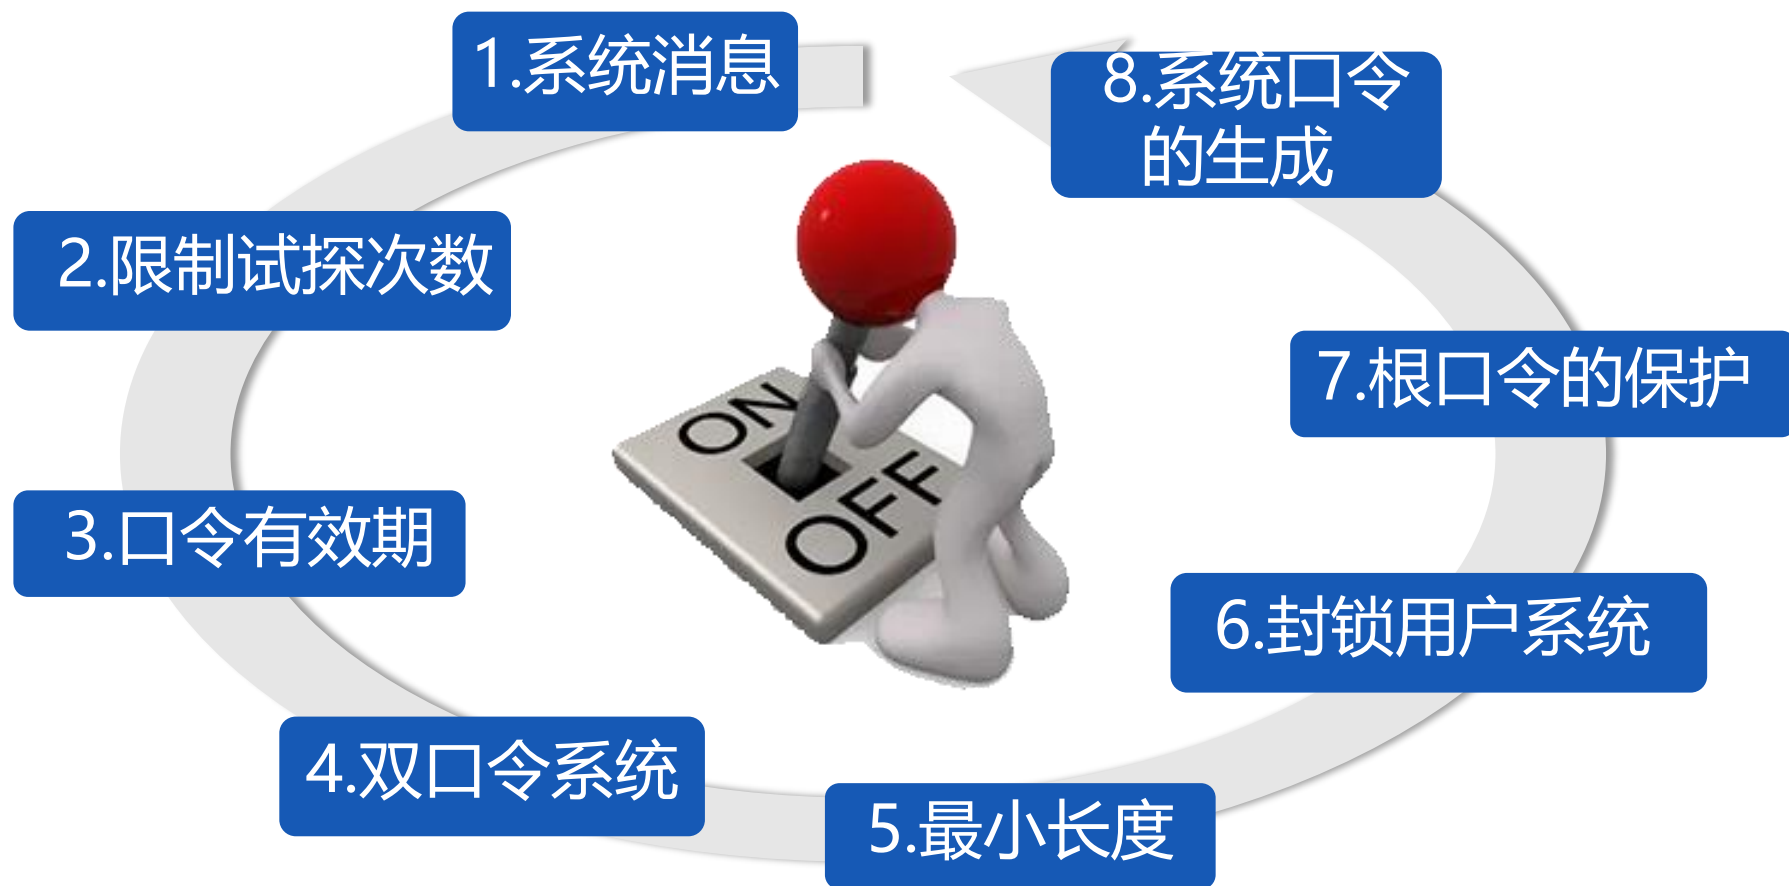 1.系统消息
2.限制试探次数
3.口令有效期
4.双口令系统
5.最小长度
6.封锁用户系统
7.根口令的保护
8.系统口令
的生成
ON
OFF